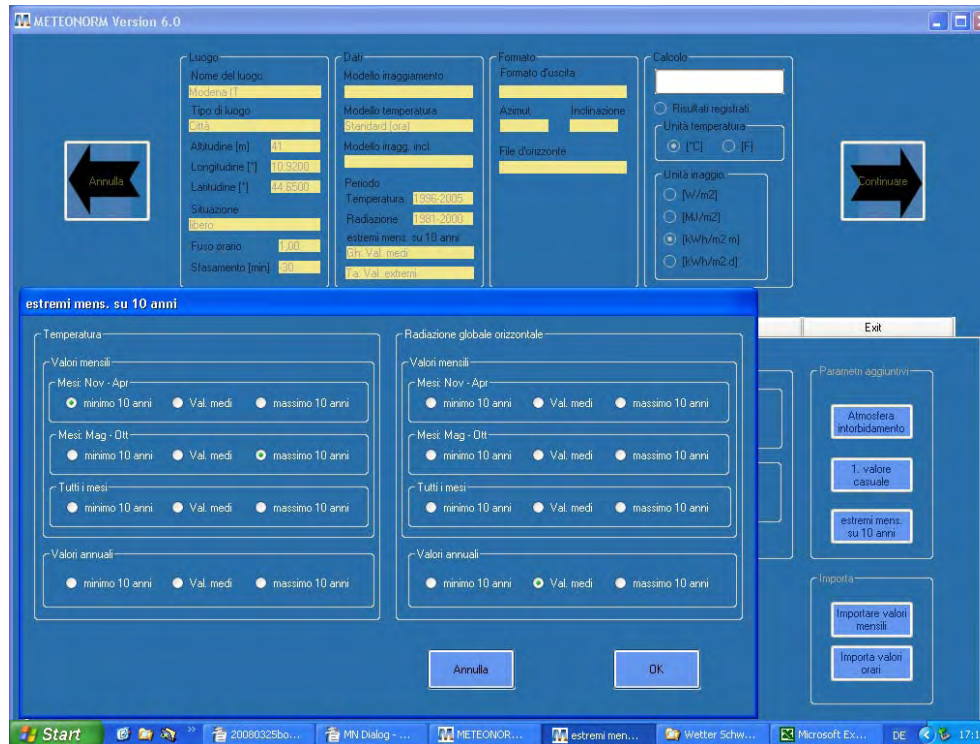 METEONORM Version 6.0
Luogo
Nome del luogo
Modena IT
Tipo di luogo
Città
Altitudine [m] 41
Longitudine [°] 10.9200
Latitudine [°] 44.6500
Situazione
libero
Fuso orario 1,00
Sfasamento [min] -30
Dati
Modello irraggiamento
Modello temperatura
Standard (ora)
Modello irragg. incl.
Periodo
Temperatura 1996-2005
Radiazione 1981-2000
estremi mens. su 10 anni
Gh: Val. medi
Ta: Val. extremi
Formato
Formato d'uscita
Azimut Inclinazione
File d'orizzonte
Calcolo
Risultati registrati
Unità temperatura
[°C] [F]
Unità iraggio.
[W/m2]
[MJ/m2]
[kWh/m2 m]
[kWh/m2 d]
Annulla
Continuare
estremi mens. su 10 anni
Temperatura
Valori mensili
Mesi: Nov - Apr
minimo 10 anni Val. medi massimo 10 anni
Mesi: Mag - Ott
minimo 10 anni Val. medi massimo 10 anni
Tutti i mesi
minimo 10 anni Val. medi massimo 10 anni
Valori annuali
minimo 10 anni Val. medi massimo 10 anni
Radiazione globale orizzontale
Valori mensili
Mesi: Nov - Apr
minimo 10 anni Val. medi massimo 10 anni
Mesi: Mag - Ott
minimo 10 anni Val. medi massimo 10 anni
Tutti i mesi
minimo 10 anni Val. medi massimo 10 anni
Valori annuali
minimo 10 anni Val. medi massimo 10 anni
Annulla
OK
Exit
Parametri aggiuntivi
Atmosfera
intorbidamento
1. valore
casuale
estremi mens.
su 10 anni
Importa
Importare valori
mensili
Importa valori
orari
Start
20080325bo...
MN Dialog - ...
METEONOR...
estremi men...
Wetter Schw...
Microsoft Ex...
DE